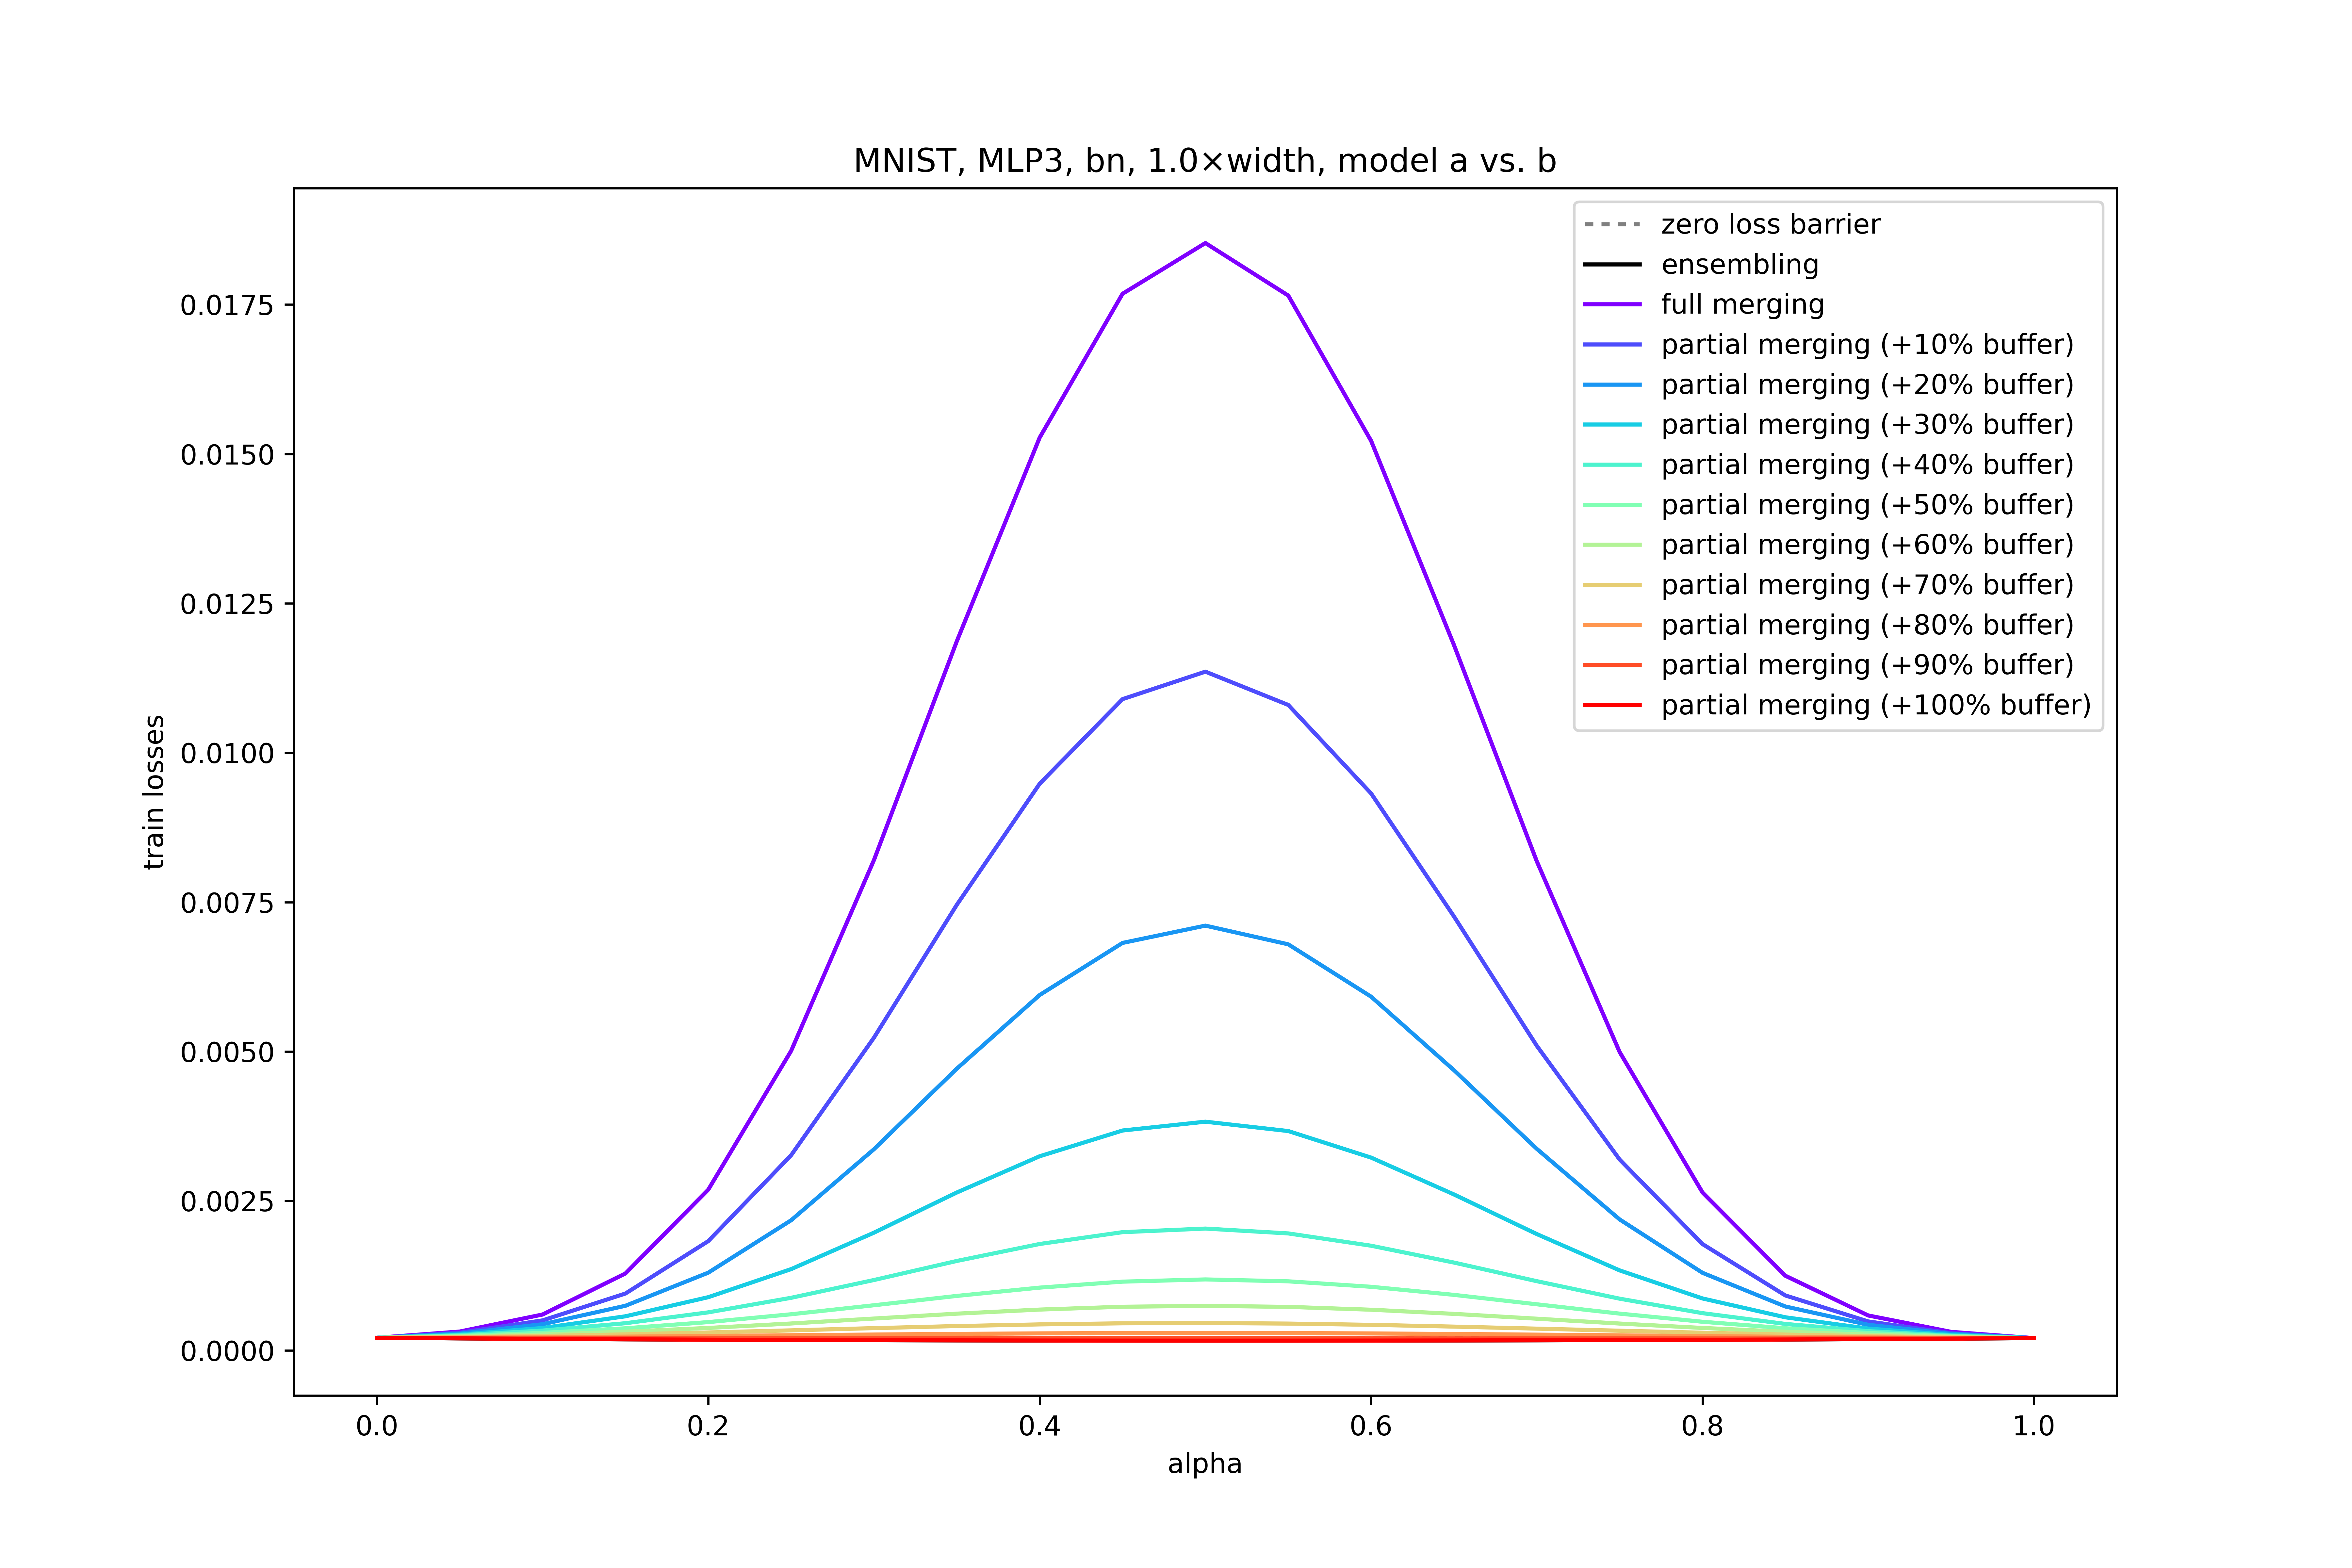 MNIST, MLP3, bn, 1.0×width, model a vs. b
zero loss barrier
ensembling
full merging
partial merging (+10% buffer)
partial merging (+20% buffer)
partial merging (+30% buffer)
partial merging (+40% buffer)
partial merging (+50% buffer)
partial merging (+60% buffer)
partial merging (+70% buffer)
partial merging (+80% buffer)
partial merging (+90% buffer)
partial merging (+100% buffer)
train losses
0.0175
0.0150
0.0125
0.0100
0.0075
0.0050
0.0025
0.0000
0.0 0.2 0.4 0.6 0.8 1.0
alpha